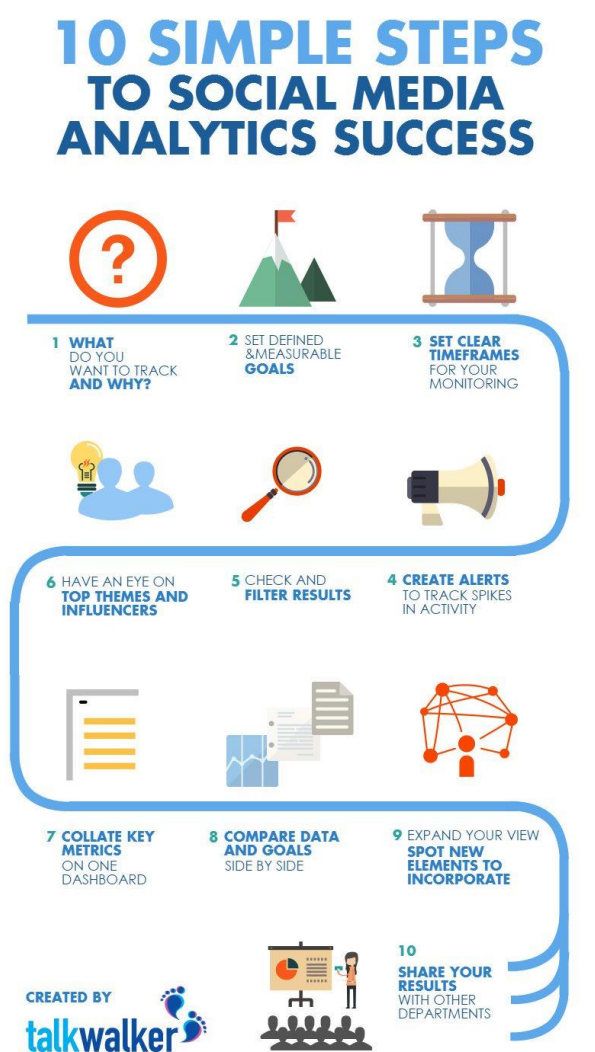 10 SIMPLE STEPS
TO SOCIAL MEDIA
ANALYTICS SUCCESS
?
1 WHAT
DO YOU
WANT TO TRACK
AND WHY?
2 SET DEFINED
&MEASURABLE
GOALS
3 SET CLEAR
TIMEFRAMES
FOR YOUR
MONITORING
4 CREATE ALERTS
TO TRACK SPIKES
IN ACTIVITY
5 CHECK AND
FILTER RESULTS
6 HAVE AN EYE ON
TOP THEMES AND
INFLUENCERS
7 COLLATE KEY
METRICS
ON ONE
DASHBOARD
8 COMPARE DATA
AND GOALS
SIDE BY SIDE
9 EXPAND YOUR VIEW
SPOT NEW
ELEMENTS TO
INCORPORATE
10
SHARE YOUR
RESULTS
WITH OTHER
DEPARTMENTS
CREATED BY
talkwalker